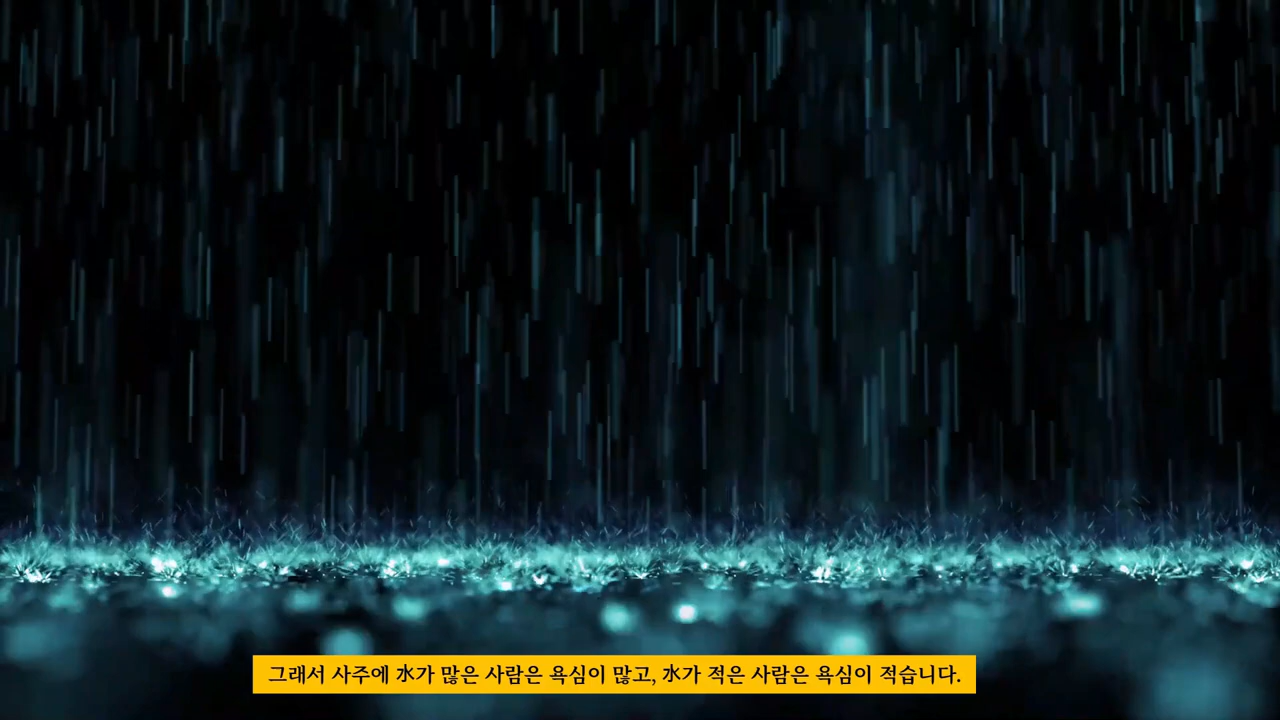 그래서 사주에 水가 많은 사람은 욕심이 많고, 水가 적은 사람은 욕심이 적습니다.